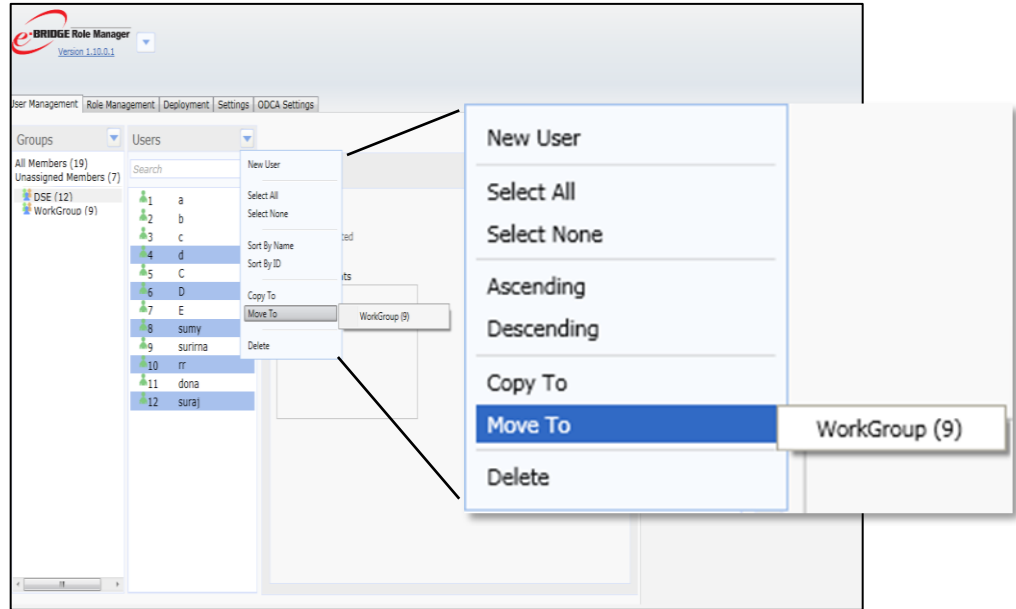 e-BRIDGE Role Manager
Version 1.10.0.1
User Management Role Management Deployment Settings ODCA Settings
Groups
All Members (19)
Unassigned Members (7)
DSE (12)
WorkGroup (9)
Users
Search
1 a
2 b
3 c
4 d
5 C
6 D
7 E
8 sumy
9 surirna
10 rr
11 dona
12 suraj
New User
Select All
Select None
Sort By Name
Sort By ID
Copy To
Move To
WorkGroup (9)
Delete
New User
Select All
Select None
Ascending
Descending
Copy To
Move To
WorkGroup (9)
Delete